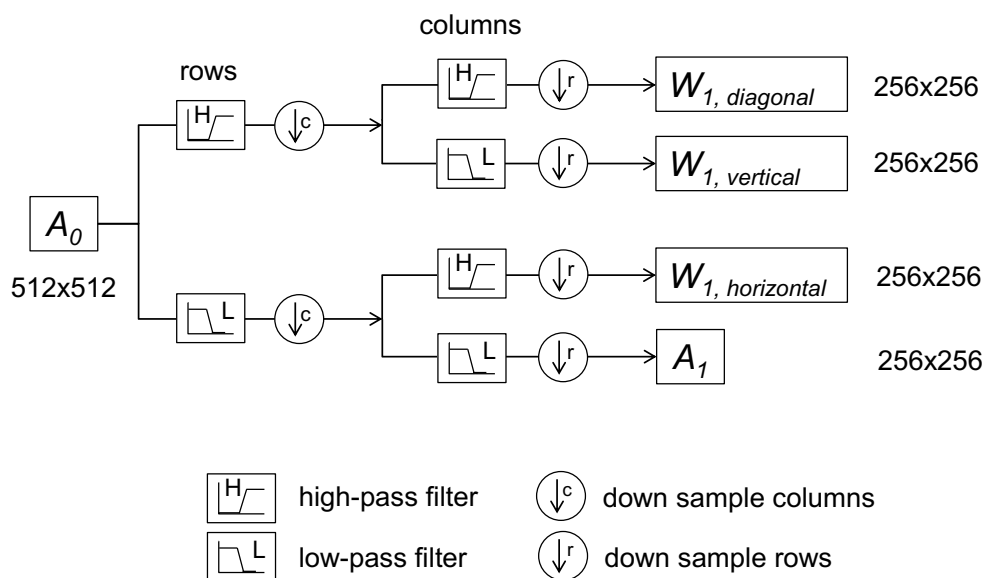 columns
rows
H
r
W1, diagonal
256x256
H
c
L
r
W1, vertical
256x256
A0
512x512
H
r
W1, horizontal
256x256
L
c
L
r
A1
256x256
H
high-pass filter
c
down sample columns
L
low-pass filter
r
down sample rows